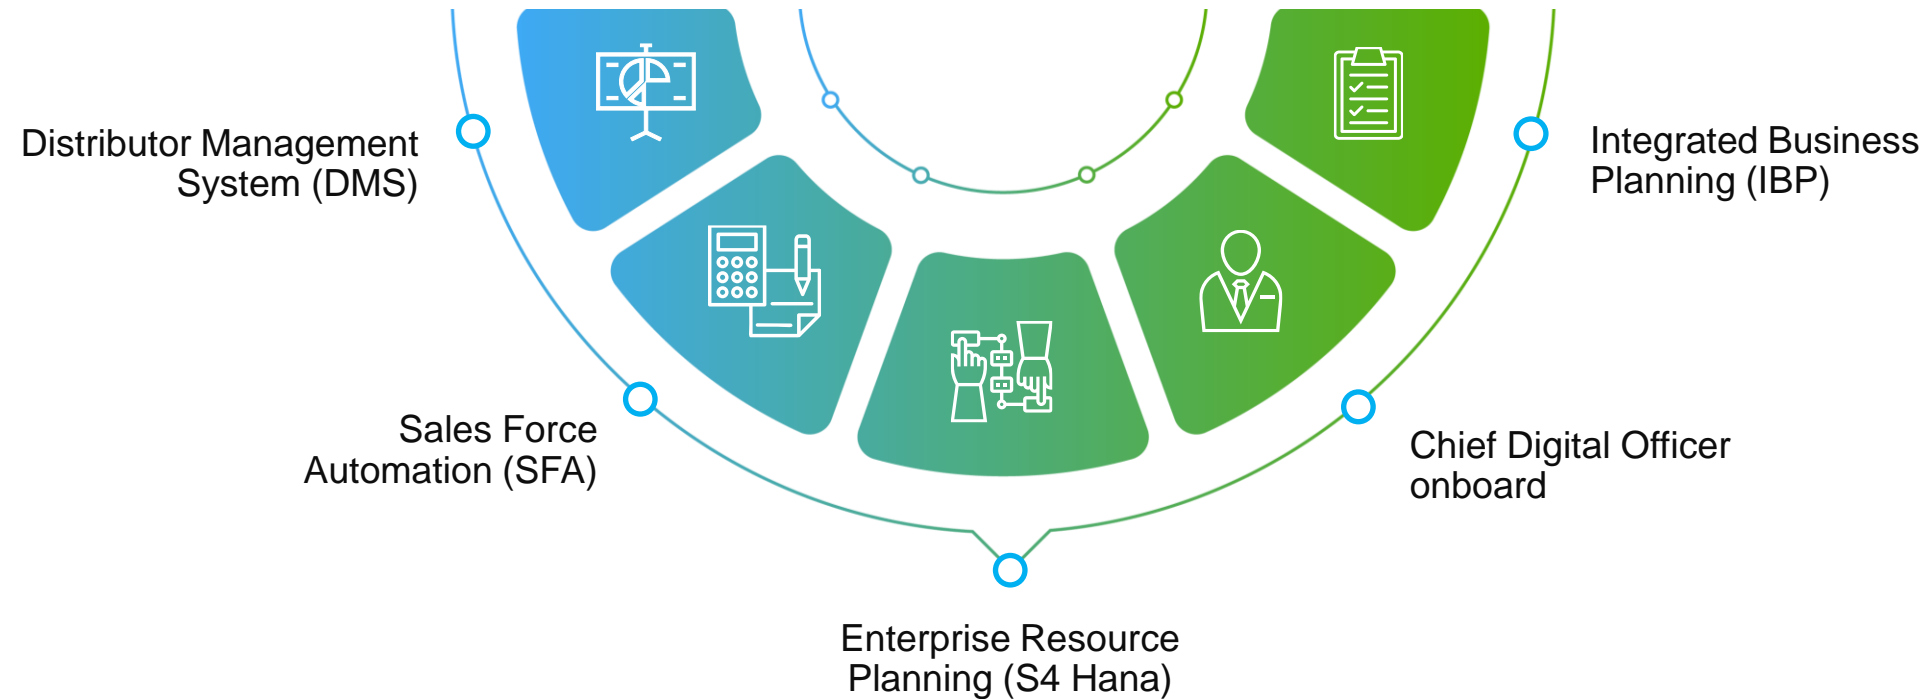 Distributor Management
System (DMS)
Sales Force
Automation (SFA)
Enterprise Resource
Planning (S4 Hana)
Chief Digital Officer
onboard
Integrated Business
Planning (IBP)